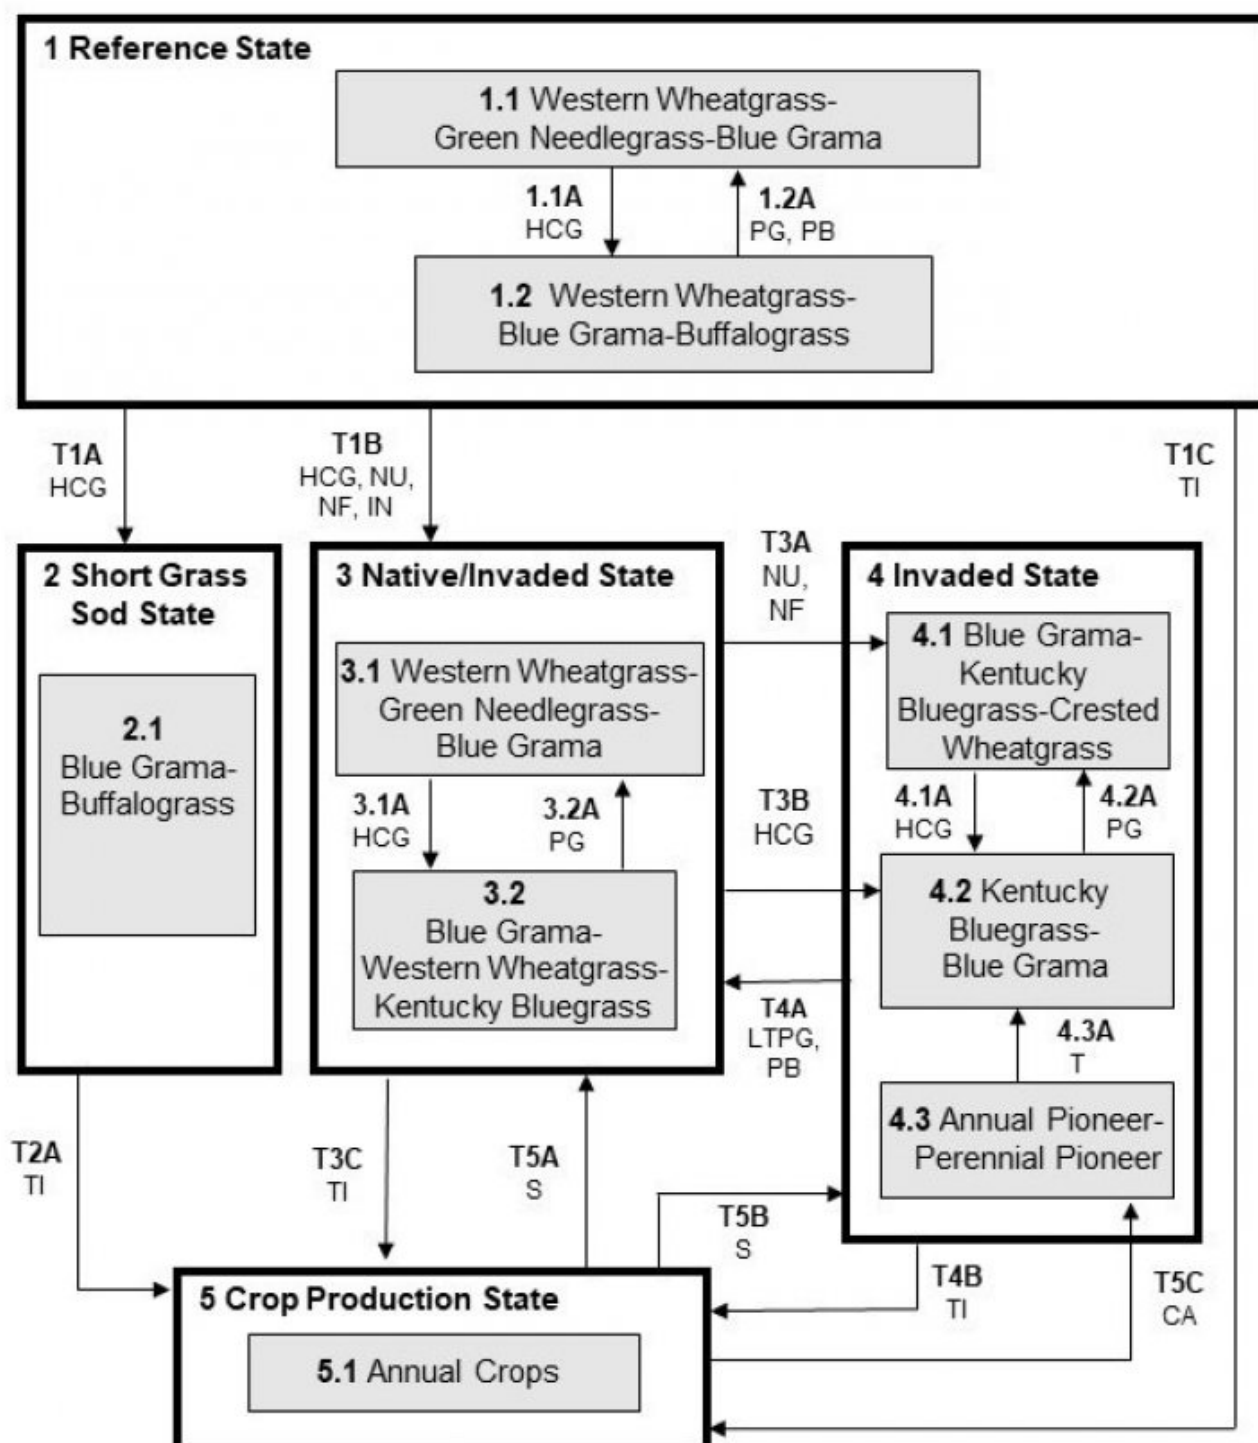 1 Reference State
1.1 Western Wheatgrass-
Green Needlegrass-Blue Grama
1.1A
HCG
1.2A
PG, PB
1.2 Western Wheatgrass-
Blue Grama-Buffalograss
T1A
HCG
T1B
HCG, NU,
NF, IN
T1C
TI
2 Short Grass
Sod State
2.1
Blue Grama-
Buffalograss
3 Native/Invaded State
3.1 Western Wheatgrass-
Green Needlegrass-
Blue Grama
3.1A
HCG
3.2A
PG
3.2
Blue Grama-
Western Wheatgrass-
Kentucky Bluegrass
T3A
NU,
NF
T3B
HCG
T4A
LTPG,
PB
4 Invaded State
4.1 Blue Grama-
Kentucky
Bluegrass-Crested
Wheatgrass
4.1A
HCG
4.2A
PG
4.2 Kentucky
Bluegrass-
Blue Grama
4.3A
T
4.3 Annual Pioneer-
Perennial Pioneer
T2A
TI
T3C
TI
T5A
S
T5B
S
T4B
TI
T5C
CA
5 Crop Production State
5.1 Annual Crops